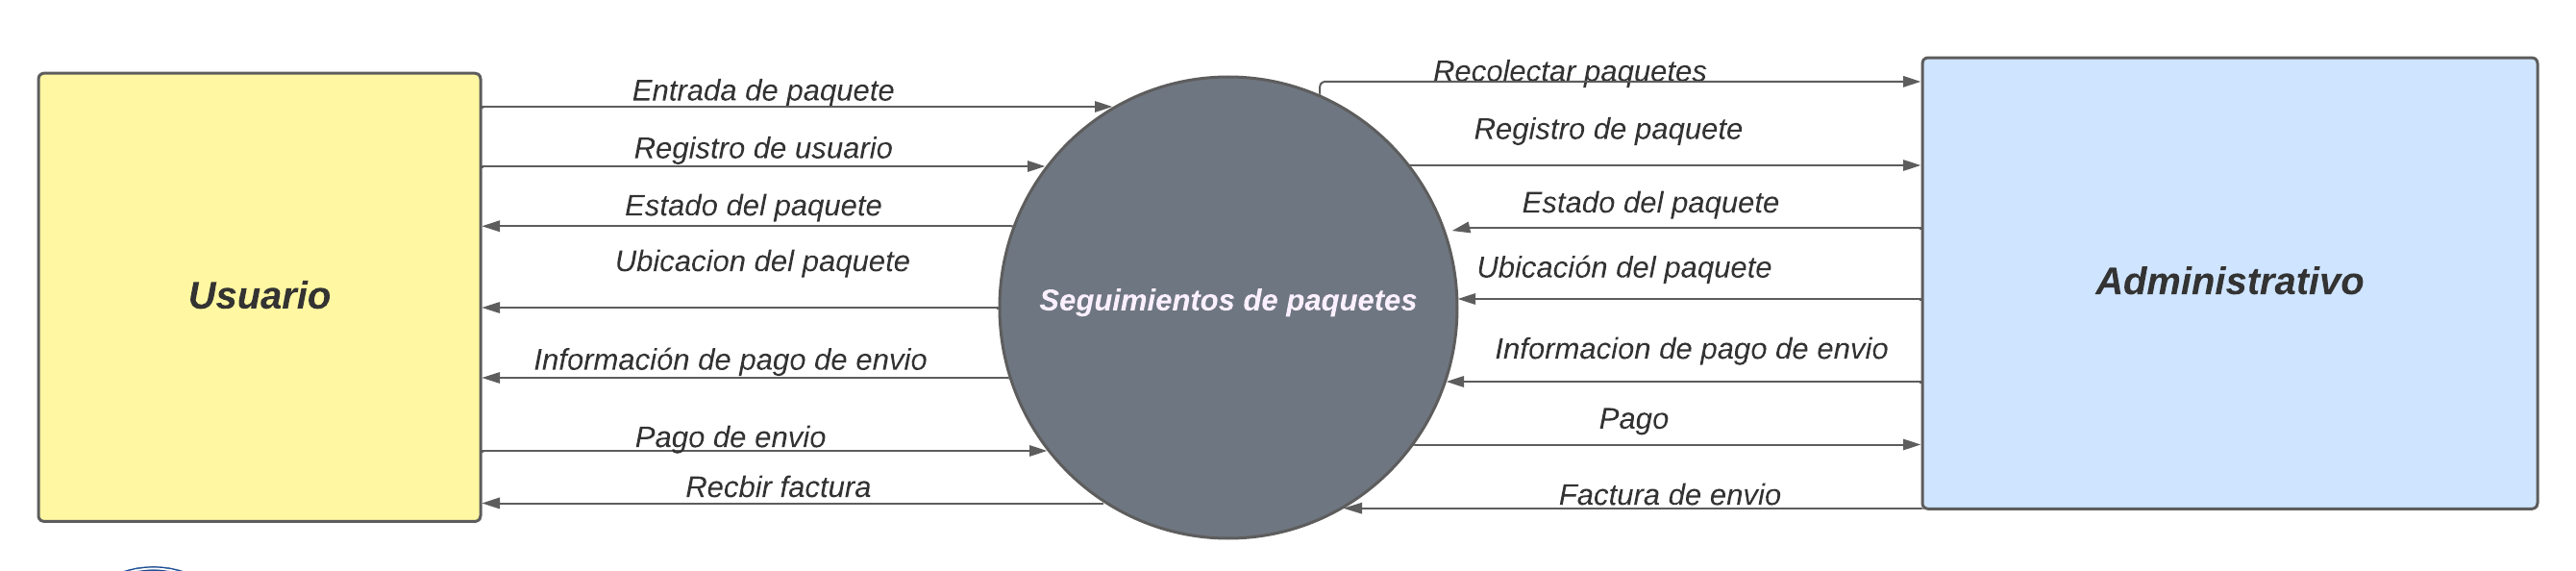 Usuario
Entrada de paquete
Registro de usuario
Estado del paquete
Ubicacion del paquete
Información de pago de envio
Pago de envio
Recbir factura
Seguimientos de paquetes
Recolectar paquetes
Registro de paquete
Estado del paquete
Ubicación del paquete
Informacion de pago de envio
Pago
Factura de envio
Administrativo